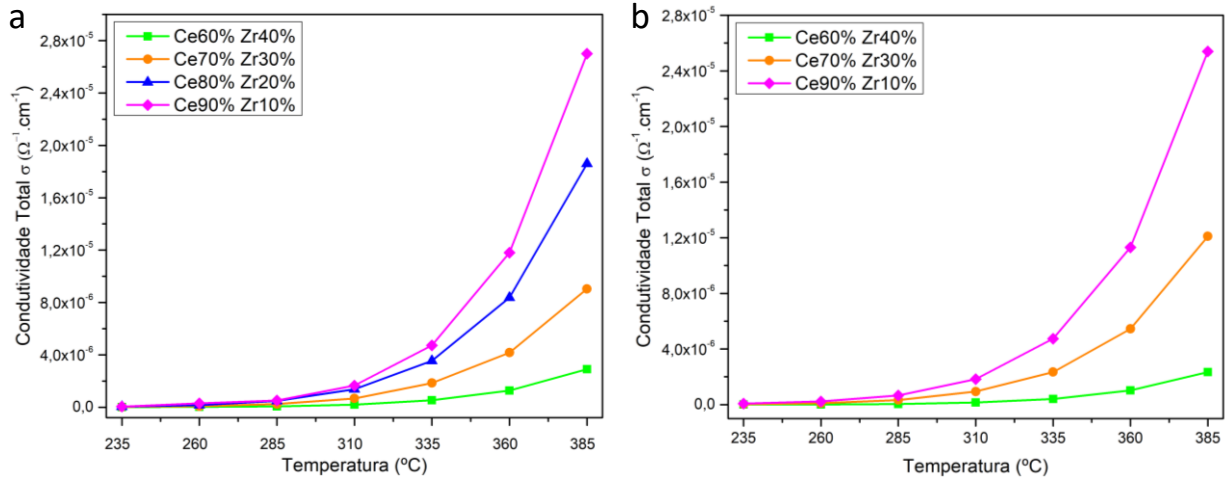 a
Ce60% Zr40%
Ce70% Zr30%
Ce80% Zr20%
Ce90% Zr10%
Condutividade Total σ (Ω⁻¹.cm⁻¹)
2,8x10⁻⁵
2,4x10⁻⁵
2,0x10⁻⁵
1,6x10⁻⁵
1,2x10⁻⁵
8,0x10⁻⁶
4,0x10⁻⁶
0,0
235 260 285 310 335 360 385
Temperatura (ºC)
b
Ce60% Zr40%
Ce70% Zr30%
Ce90% Zr10%
Condutividade Total σ (Ω⁻¹.cm⁻¹)
2,8x10⁻⁵
2,4x10⁻⁵
2,0x10⁻⁵
1,6x10⁻⁵
1,2x10⁻⁵
8,0x10⁻⁶
4,0x10⁻⁶
0,0
235 260 285 310 335 360 385
Temperatura (ºC)